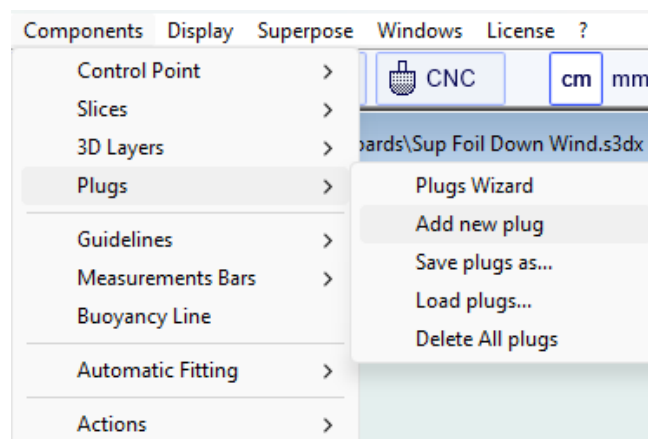 Components Display Superpose Windows License ?
Control Point
CNC cm mm
Slices
3D Layers
ards\Sup Foil Down Wind.s3dx
Plugs
Plugs Wizard
Add new plug
Guidelines
Save plugs as...
Measurements Bars
Load plugs...
Buoyancy Line
Delete All plugs
Automatic Fitting
Actions